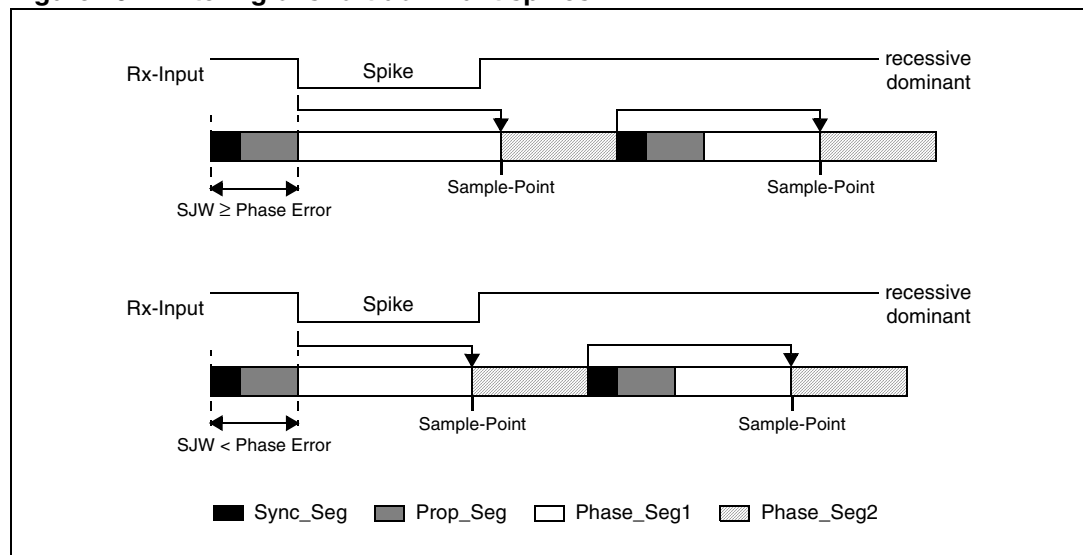 Rx-Input
Spike
recessive
dominant
Sample-Point
Sample-Point
SJW ≥ Phase Error
Rx-Input
Spike
recessive
dominant
Sample-Point
Sample-Point
SJW < Phase Error
Sync_Seg
Prop_Seg
Phase_Seg1
Phase_Seg2